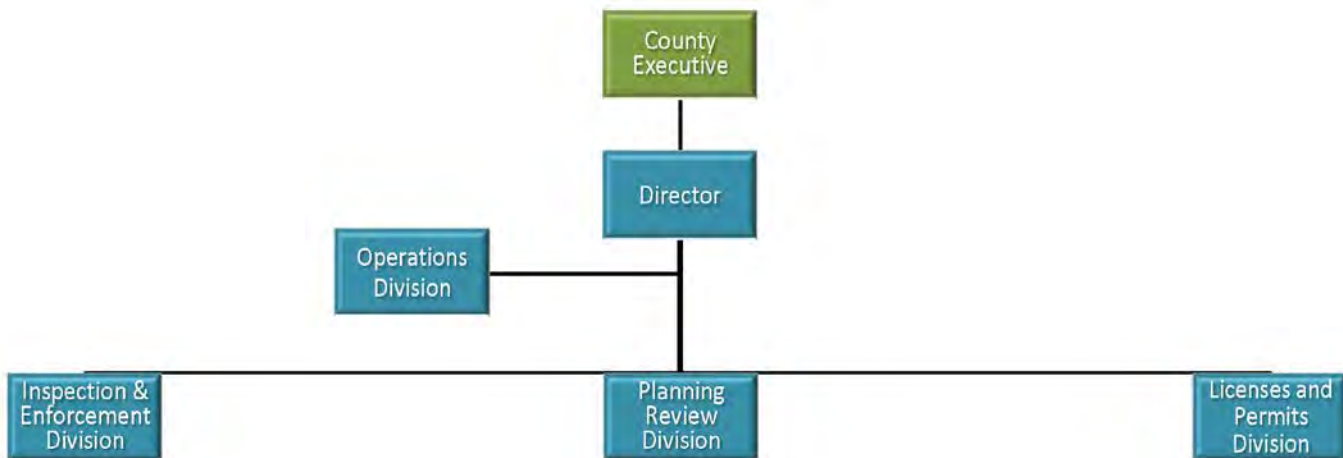 County
Executive
Director
Operations
Division
Inspection &
Enforcement
Division
Planning
Review
Division
Licenses and
Permits
Division